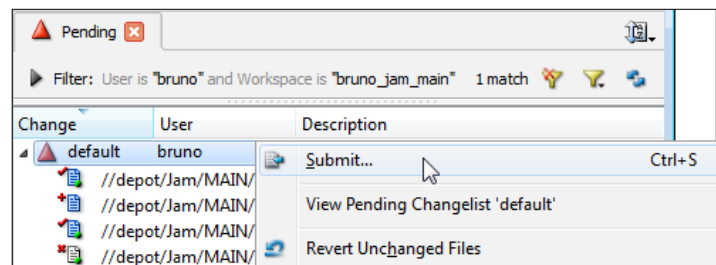 Pending
Filter: User is "bruno" and Workspace is "bruno_jam_main" 1 match
Change User Description
default bruno
Submit... Ctrl+S
//depot/Jam/MAIN/
//depot/Jam/MAIN/
View Pending Changelist 'default'
//depot/Jam/MAIN/
Revert Unchanged Files
//depot/Jam/MAIN/